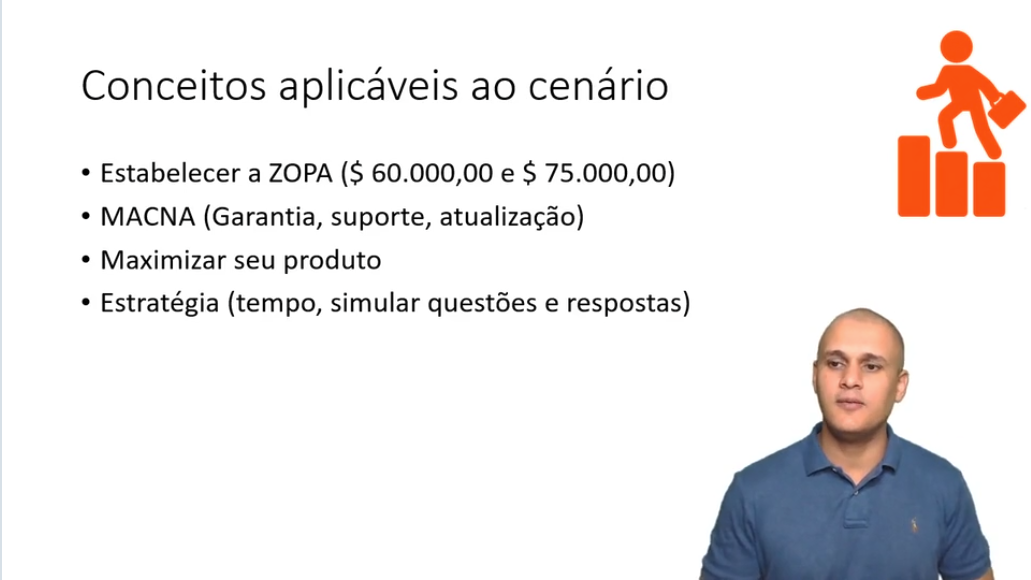 Conceitos aplicáveis ao cenário
• Estabelecer a ZOPA ($ 60.000,00 e $ 75.000,00)
• MACNA (Garantia, suporte, atualização)
• Maximizar seu produto
• Estratégia (tempo, simular questões e respostas)